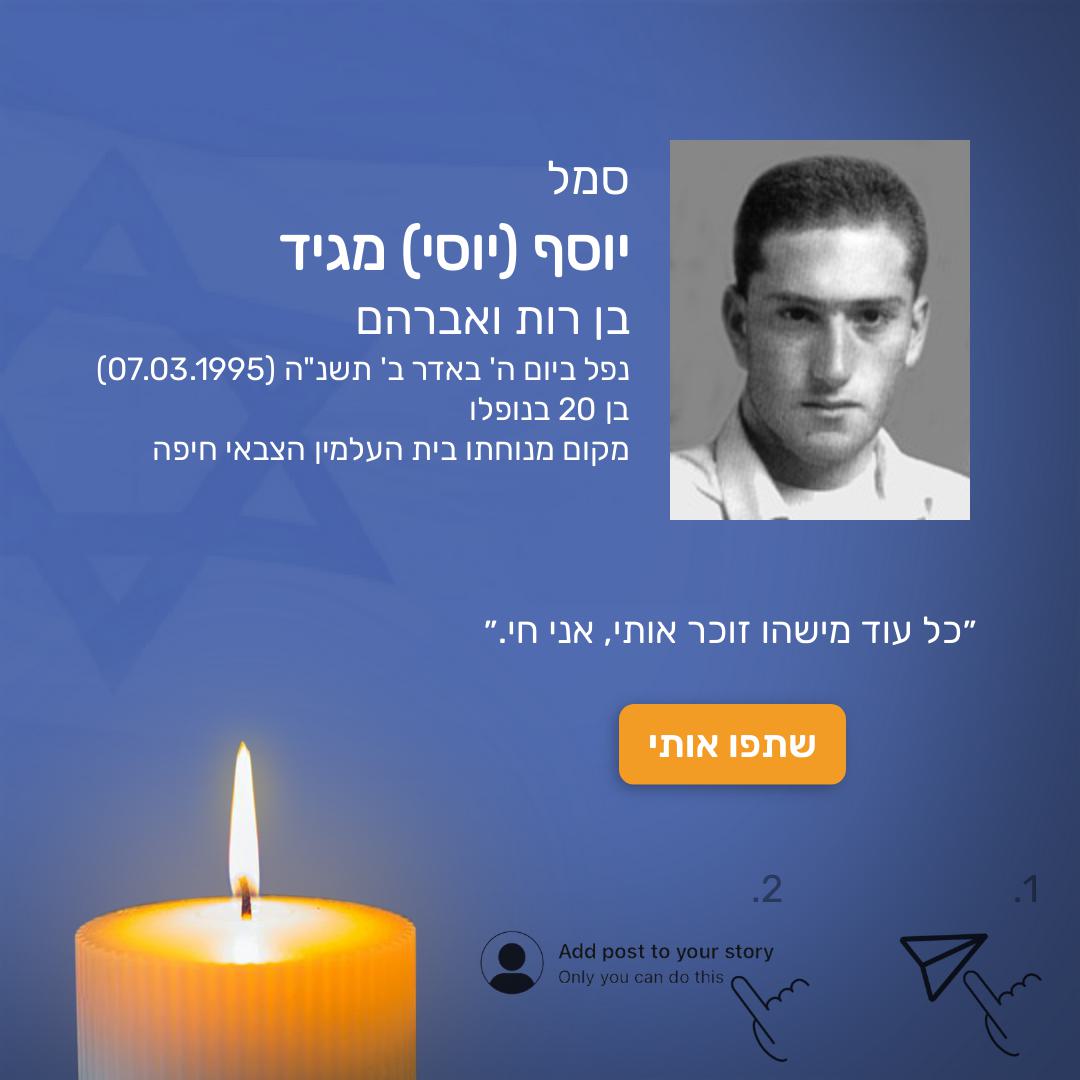 סמל
יוסף (יוסי) מגיד
בן רות ואברהם
נפל ביום ה' באדר ב' תשנ"ה (07.03.1995)
בן 20 בנופלו
מקום מנוחתו בית העלמין הצבאי חיפה
״כל עוד מישהו זוכר אותי, אני חי.״
שתפו אותי
1.
2.
Add post to your story
Only you can do this